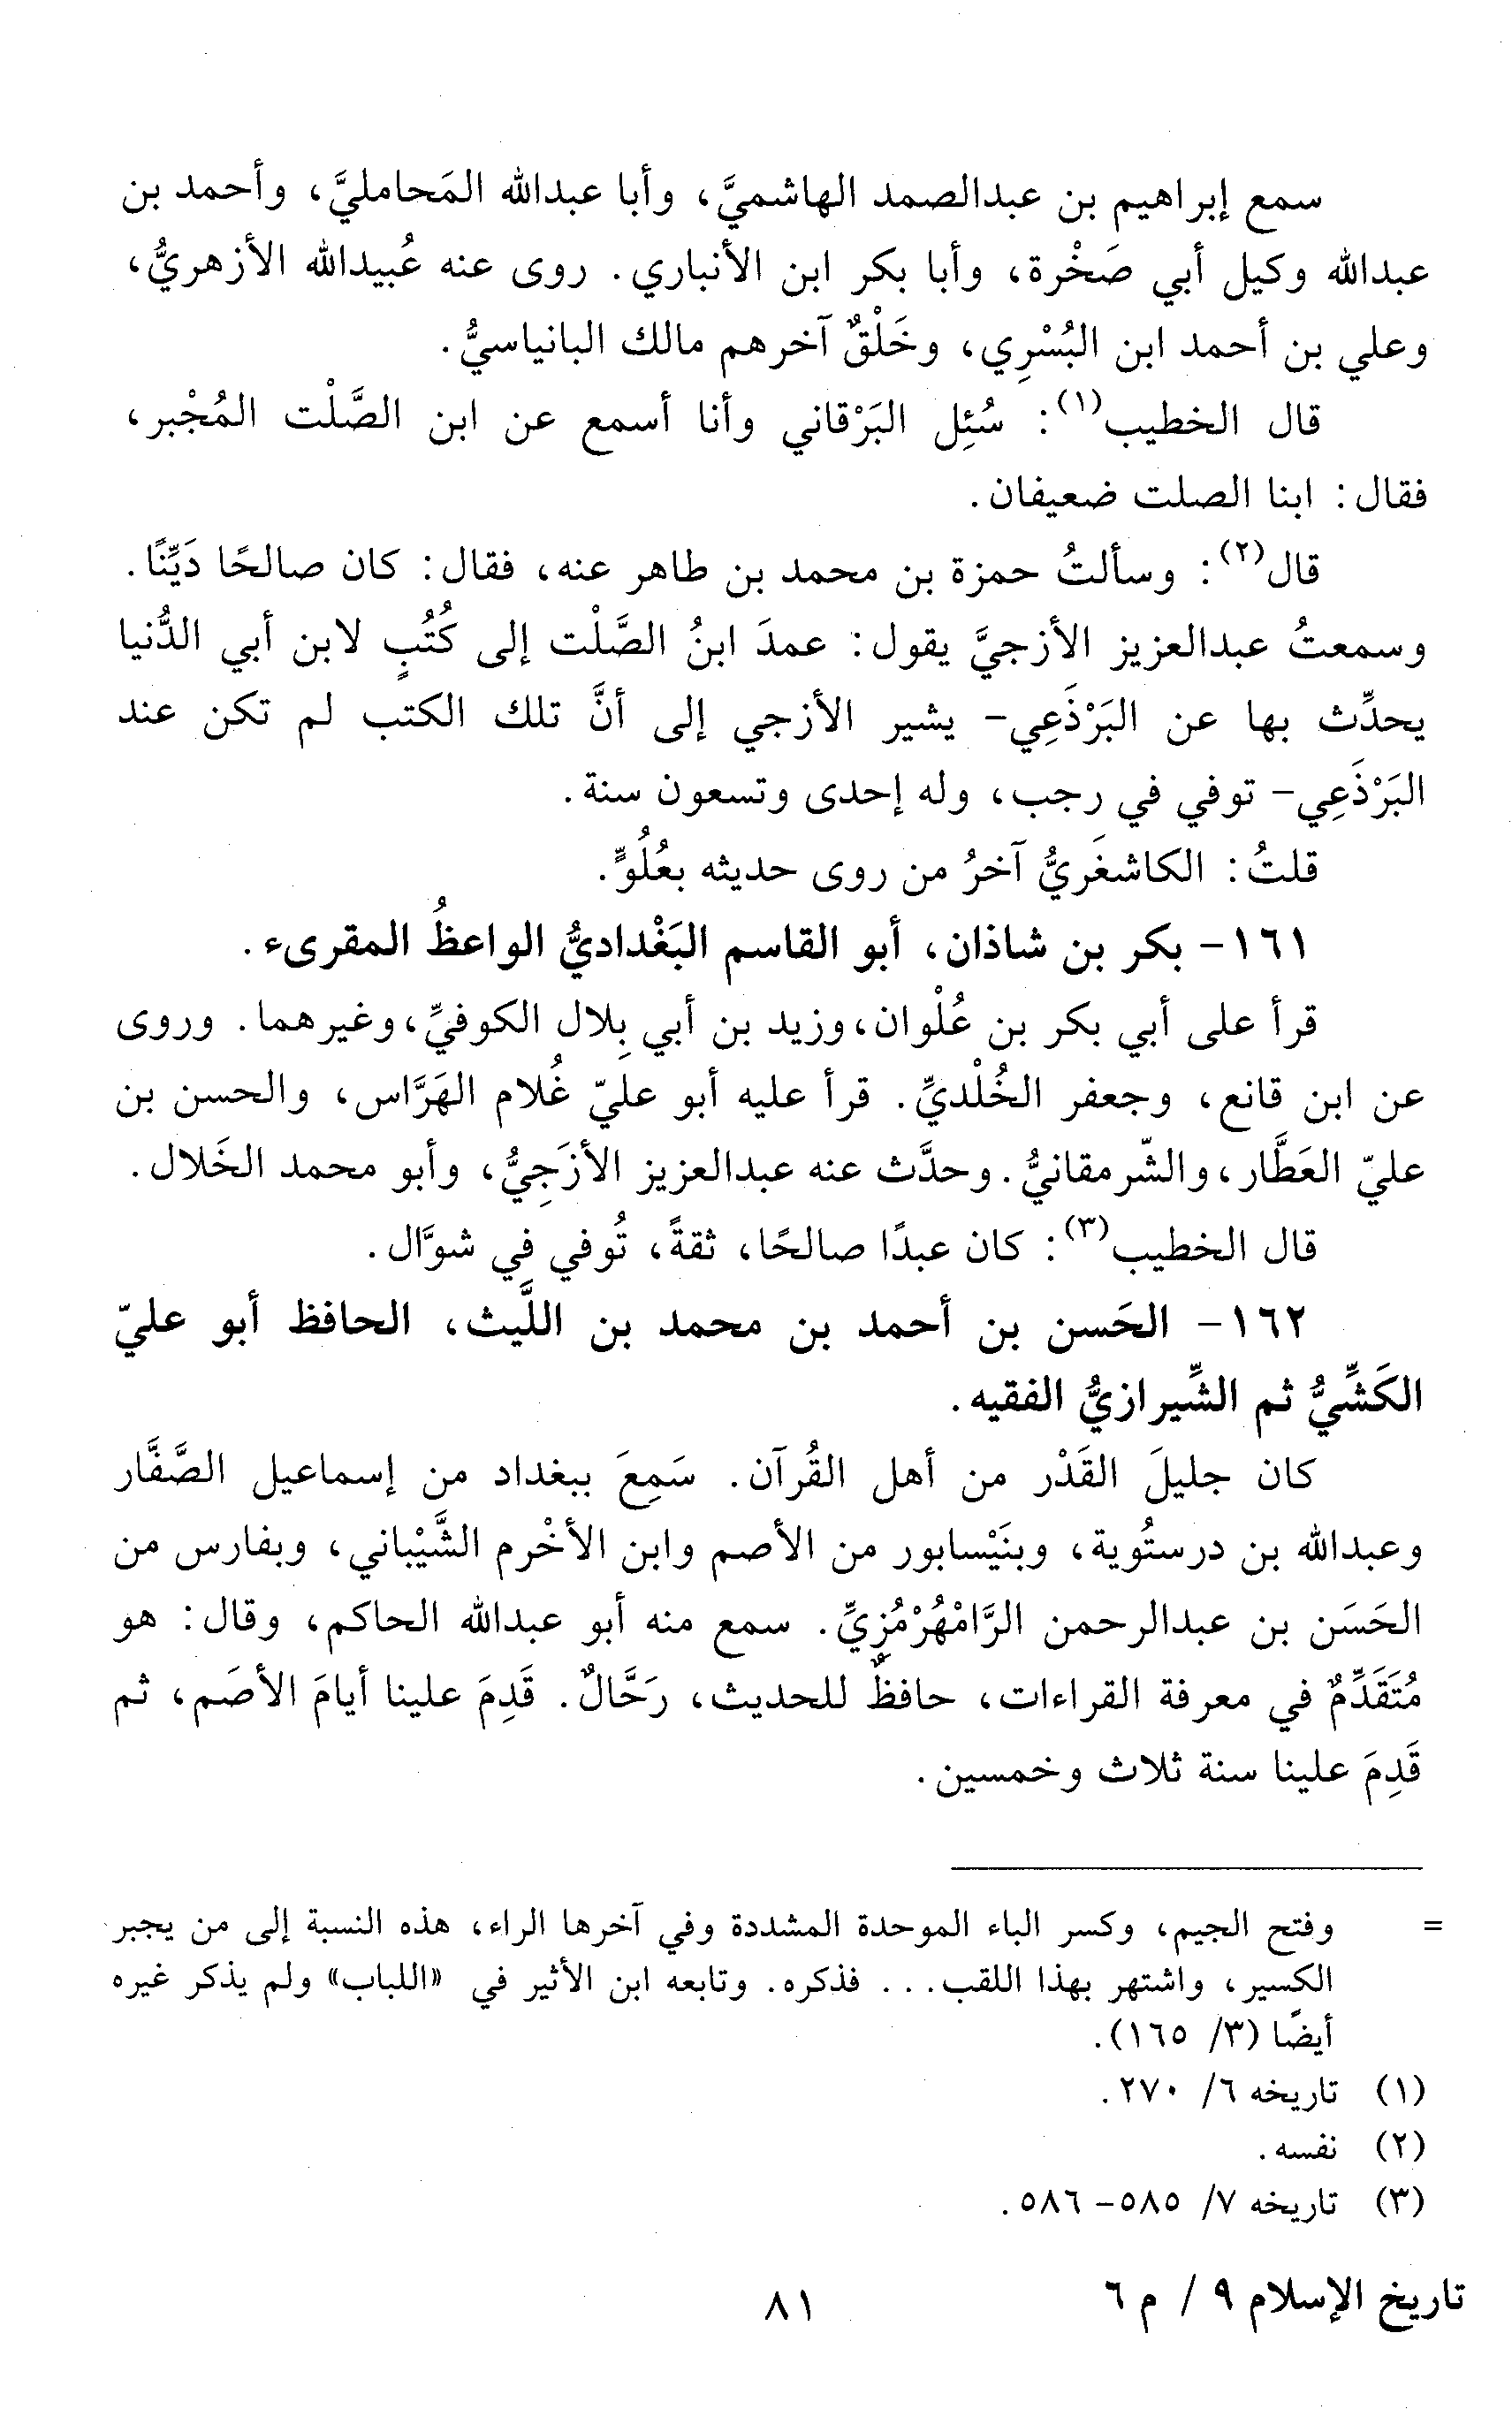 سمع إبراهيم بن عبدالصمد الهاشميَّ، وأبا عبدالله المَحامليَّ، وأحمد بن
عبدالله وكيل أبي صَخْرة، وأبا بكر ابن الأنباري. روى عنه عُبيدالله الأزهريُّ،
وعلي بن أحمد ابن البُسْرِي، وخَلْقٌ آخرهم مالك البانياسيُّ.
قال الخطيب(١): سُئِل البَرْقاني وأنا أسمع عن ابن الصَّلْت المُجْبر،
فقال: ابنا الصلت ضعيفان.
قال(٢): وسألتُ حمزة بن محمد بن طاهر عنه، فقال: كان صالحًا دَيِّنًا.
وسمعتُ عبدالعزيز الأزجيَّ يقول: عمدَ ابنُ الصَّلْت إلى كُتُبٍ لابن أبي الدُّنيا
يحدِّث بها عن البَرْذَعِي- يشير الأزجي إلى أنَّ تلك الكتب لم تكن عند
البَرْذَعِي- توفي في رجب، وله إحدى وتسعون سنة.
قلتُ: الكاشغَريُّ آخرُ من روى حديثه بعُلُوٍّ.
١٦١- بكر بن شاذان، أبو القاسم البَغْداديُّ الواعظُ المقرىء.
قرأ على أبي بكر بن عُلْوان، وزيد بن أبي بِلال الكوفيِّ، وغيرهما. وروى
عن ابن قانع، وجعفر الخُلْديِّ. قرأ عليه أبو عليّ غُلام الهَرَّاس، والحسن بن
عليّ العَطَّار، والشّرمقانيُّ. وحدَّث عنه عبدالعزيز الأزَجِيُّ، وأبو محمد الخَلال.
قال الخطيب(٣): كان عبدًا صالحًا، ثقةً، تُوفي في شوَّال.
١٦٢- الحَسن بن أحمد بن محمد بن اللَّيث، الحافظ أبو عليّ
الكَشِّيُّ ثم الشِّيرازيُّ الفقيه.
كان جليلَ القَدْر من أهل القُرآن. سَمِعَ ببغداد من إسماعيل الصَّفَّار
وعبدالله بن درستُوية، وبنَيْسابور من الأصم وابن الأخْرم الشَّيْباني، وبفارس من
الحَسَن بن عبدالرحمن الرَّامْهُرْمُزِيِّ. سمع منه أبو عبدالله الحاكم، وقال: هو
مُتَقَدِّمٌ في معرفة القراءات، حافظٌ للحديث، رَحَّالٌ. قَدِمَ علينا أيامَ الأصَم، ثم
قَدِمَ علينا سنة ثلاث وخمسين.
= وفتح الجيم، وكسر الباء الموحدة المشددة وفي آخرها الراء، هذه النسبة إلى من يجبر
الكسير، واشتهر بهذا اللقب... فذكره. وتابعه ابن الأثير في «اللباب» ولم يذكر غيره
أيضًا (٣/ ١٦٥).
(١) تاريخه ٦/ ٢٧٠.
(٢) نفسه.
(٣) تاريخه ٧/ ٥٨٥- ٥٨٦.
تاريخ الإسلام ٩ / م ٦
٨١